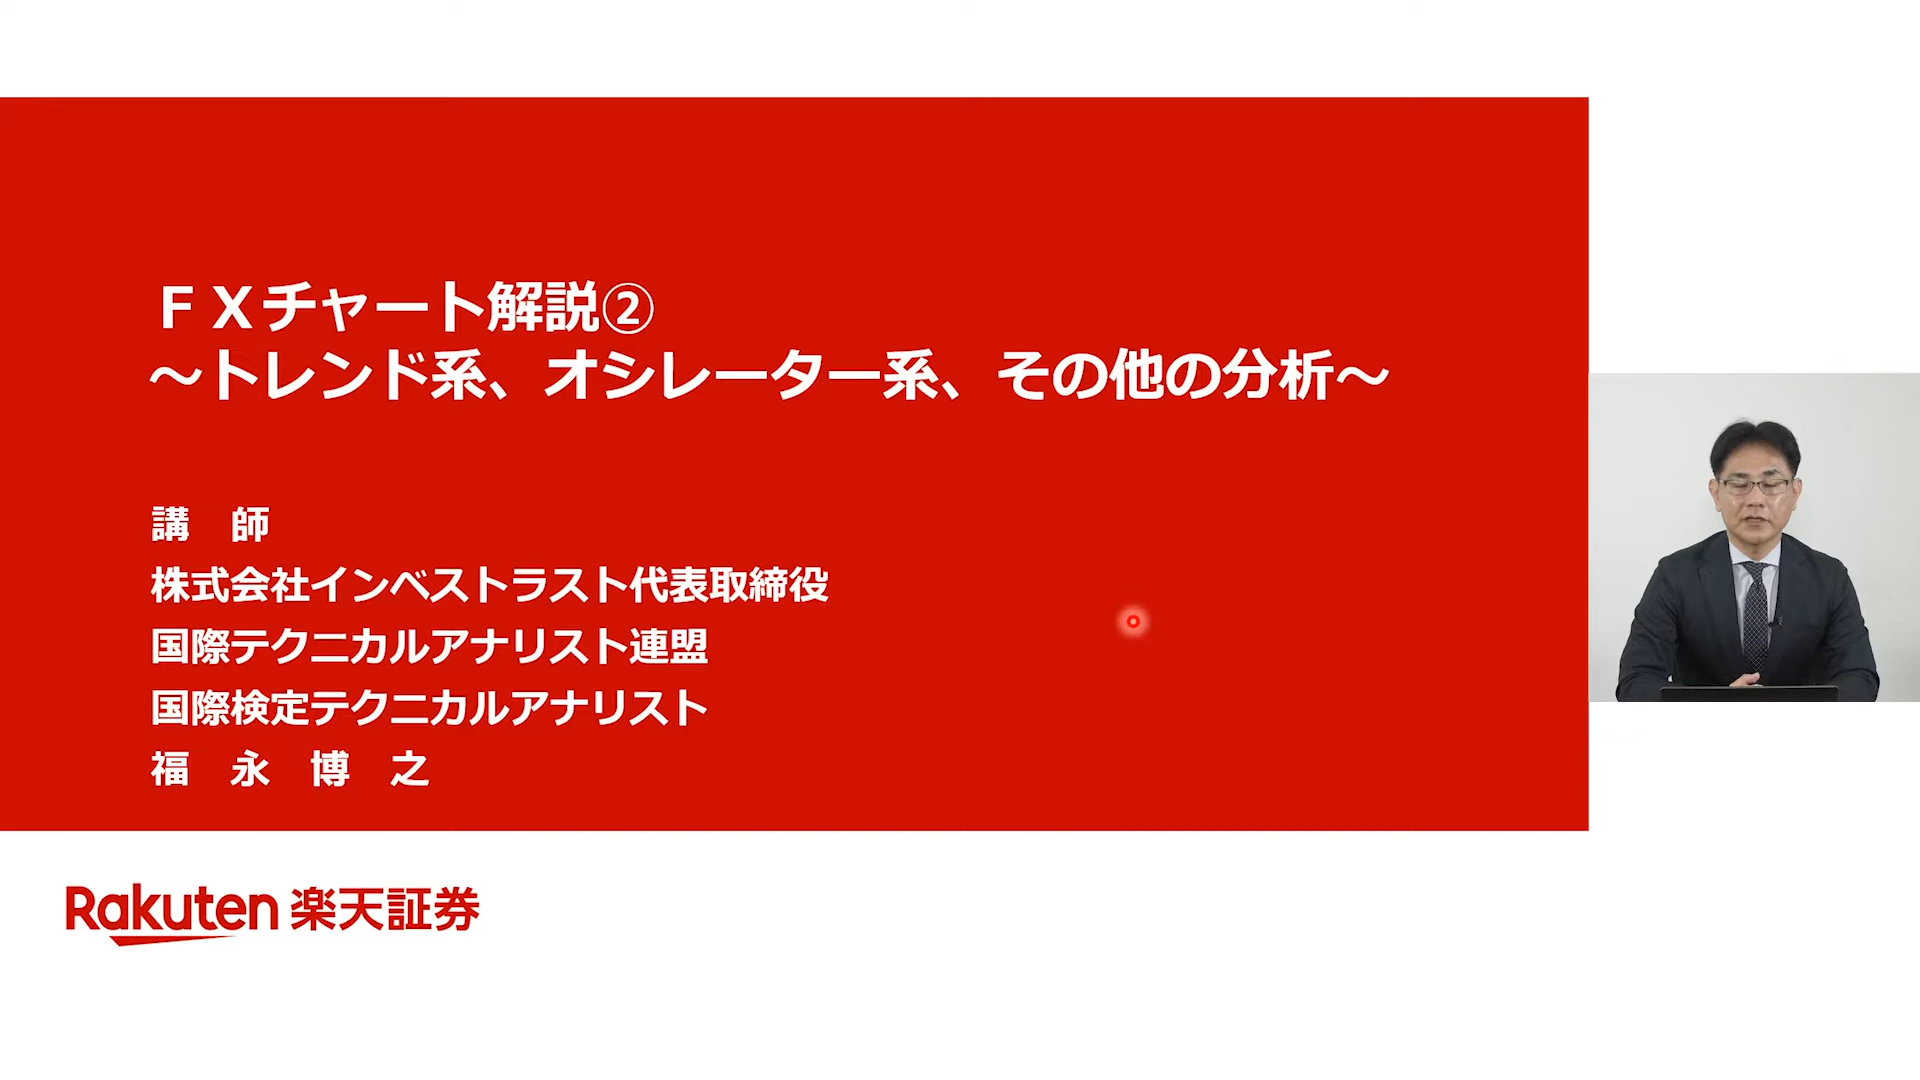 ＦＸチャート解説②
～トレンド系、オシレーター系、その他の分析～
講　師
株式会社インベストラスト代表取締役
国際テクニカルアナリスト連盟
国際検定テクニカルアナリスト
福　永　博　之
Rakuten 楽天証券